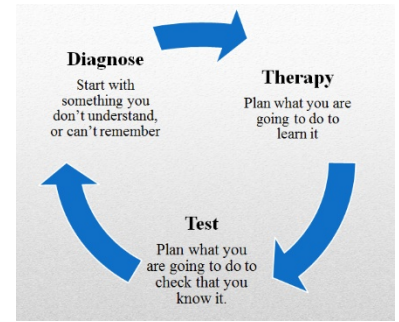 Diagnose
Start with
something you
don't understand,
or can't remember
Therapy
Plan what you are
going to do to
learn it
Test
Plan what you
are going to do to
check that you
know it.